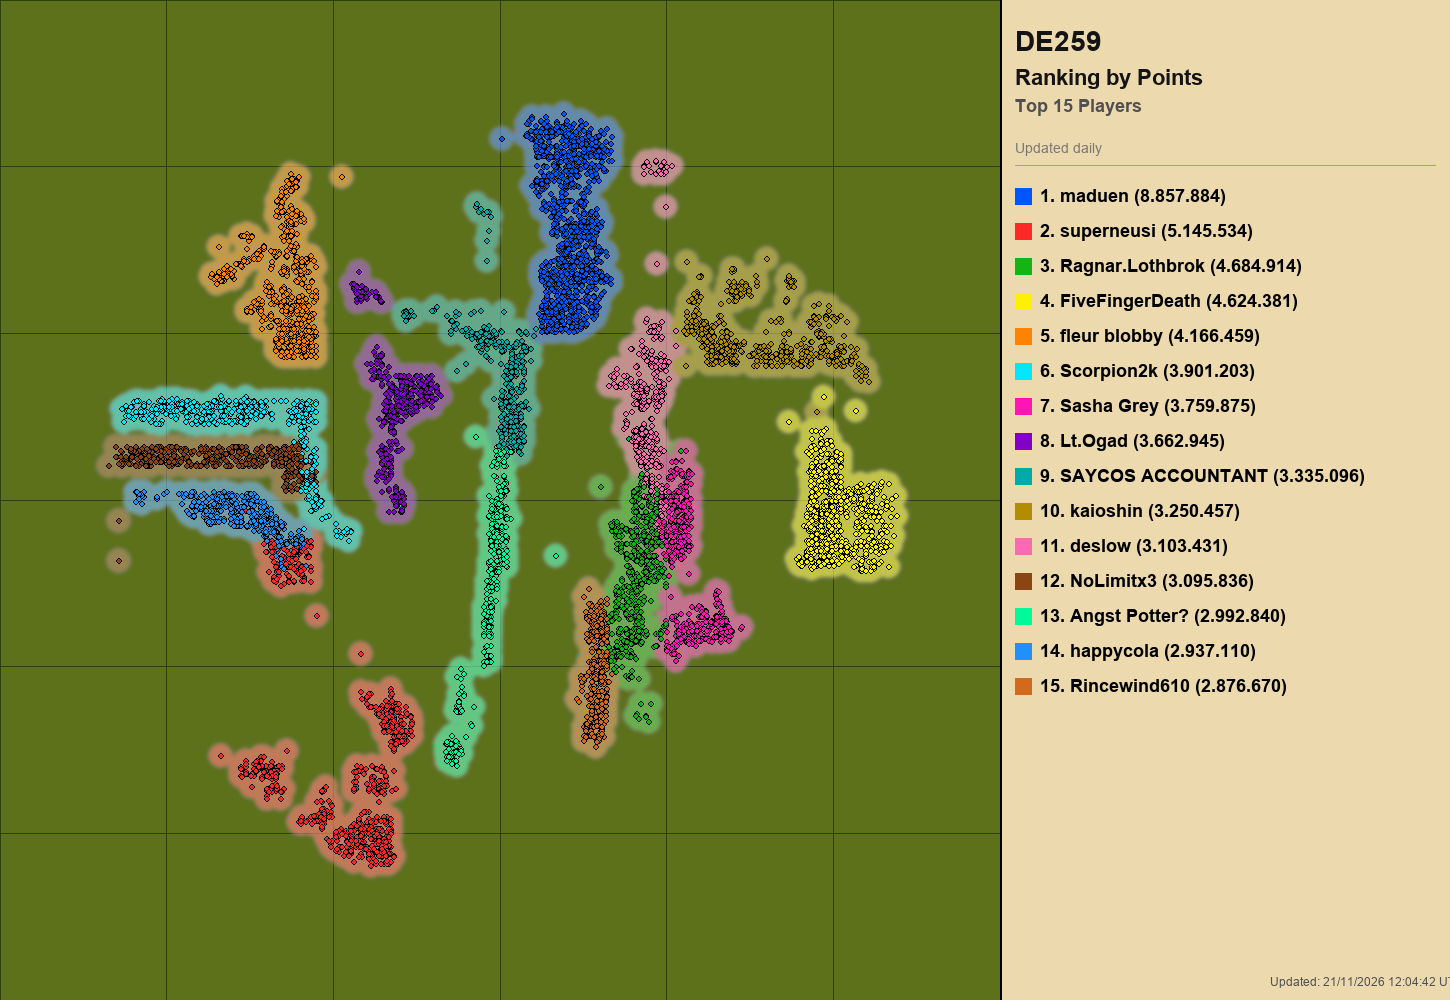 DE259
Ranking by Points
Top 15 Players
Updated daily
1. maduen (8.857.884)
2. superneusi (5.145.534)
3. Ragnar.Lothbrok (4.684.914)
4. FiveFingerDeath (4.624.381)
5. fleur blobby (4.166.459)
6. Scorpion2k (3.901.203)
7. Sasha Grey (3.759.875)
8. Lt.Ogad (3.662.945)
9. SAYCOS ACCOUNTANT (3.335.096)
10. kaioshin (3.250.457)
11. deslow (3.103.431)
12. NoLimitx3 (3.095.836)
13. Angst Potter? (2.992.840)
14. happycola (2.937.110)
15. Rincewind610 (2.876.670)
Updated: 21/11/2026 12:04:42